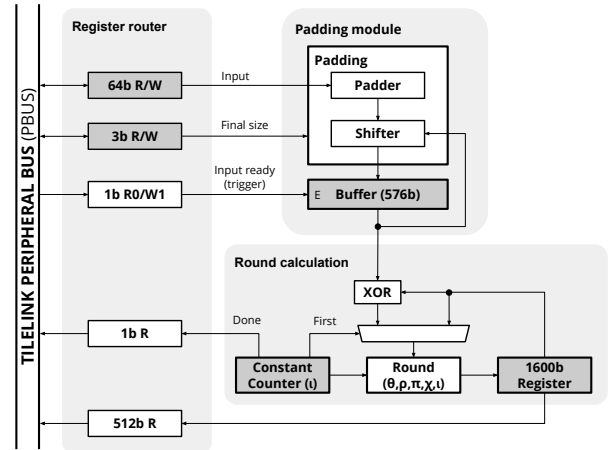 TILELINK PERIPHERAL BUS (PBUS)
Register router
Padding module
Padding
64b R/W
Input
Padder
3b R/W
Final size
Shifter
1b R0/W1
Input ready
(trigger)
E
Buffer (576b)
Round calculation
XOR
1b R
Done
First
Constant
Counter (ι)
Round
(θ,ρ,π,χ,ι)
1600b
Register
512b R